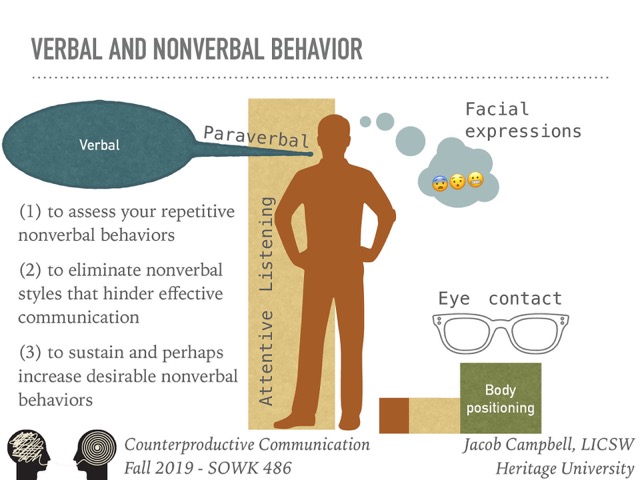 VERBAL AND NONVERBAL BEHAVIOR
Verbal
Paraverbal
Facial
expressions
(1) to assess your repetitive
nonverbal behaviors
(2) to eliminate nonverbal
styles that hinder effective
communication
(3) to sustain and perhaps
increase desirable nonverbal
behaviors
Attentive Listening
Eye contact
Body
positioning
Counterproductive Communication
Fall 2019 - SOWK 486
Jacob Campbell, LICSW
Heritage University